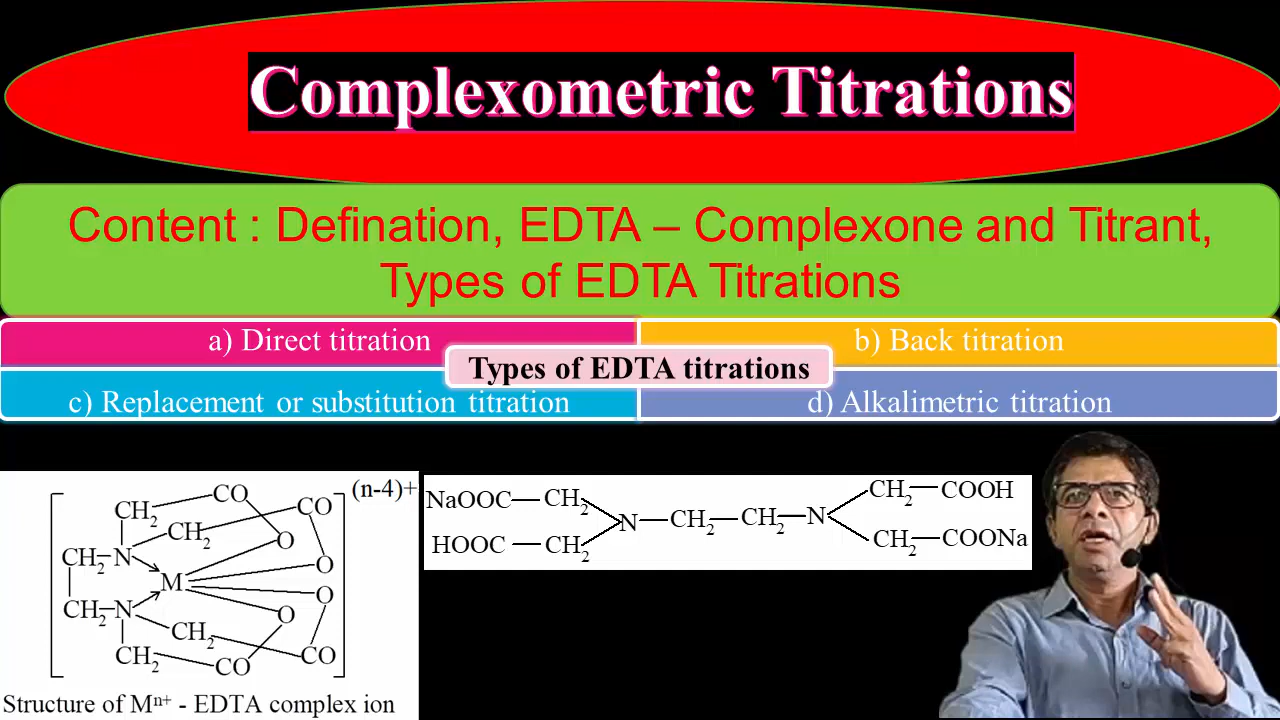 Complexometric Titrations
Content : Defination, EDTA – Complexone and Titrant,
Types of EDTA Titrations
a) Direct titration
b) Back titration
Types of EDTA titrations
c) Replacement or substitution titration
d) Alkalimetric titration
(n-4)+
CO
CH₂
CO
CH₂
O
CH₂ N
O
M
O
CH₂ N
O
CH₂
CH₂
CO
CO
Structure of Mⁿ⁺ - EDTA complex ion
NaOOC—CH₂
CH₂—COOH
N—CH₂—CH₂—N
HOOC—CH₂
CH₂—COONa